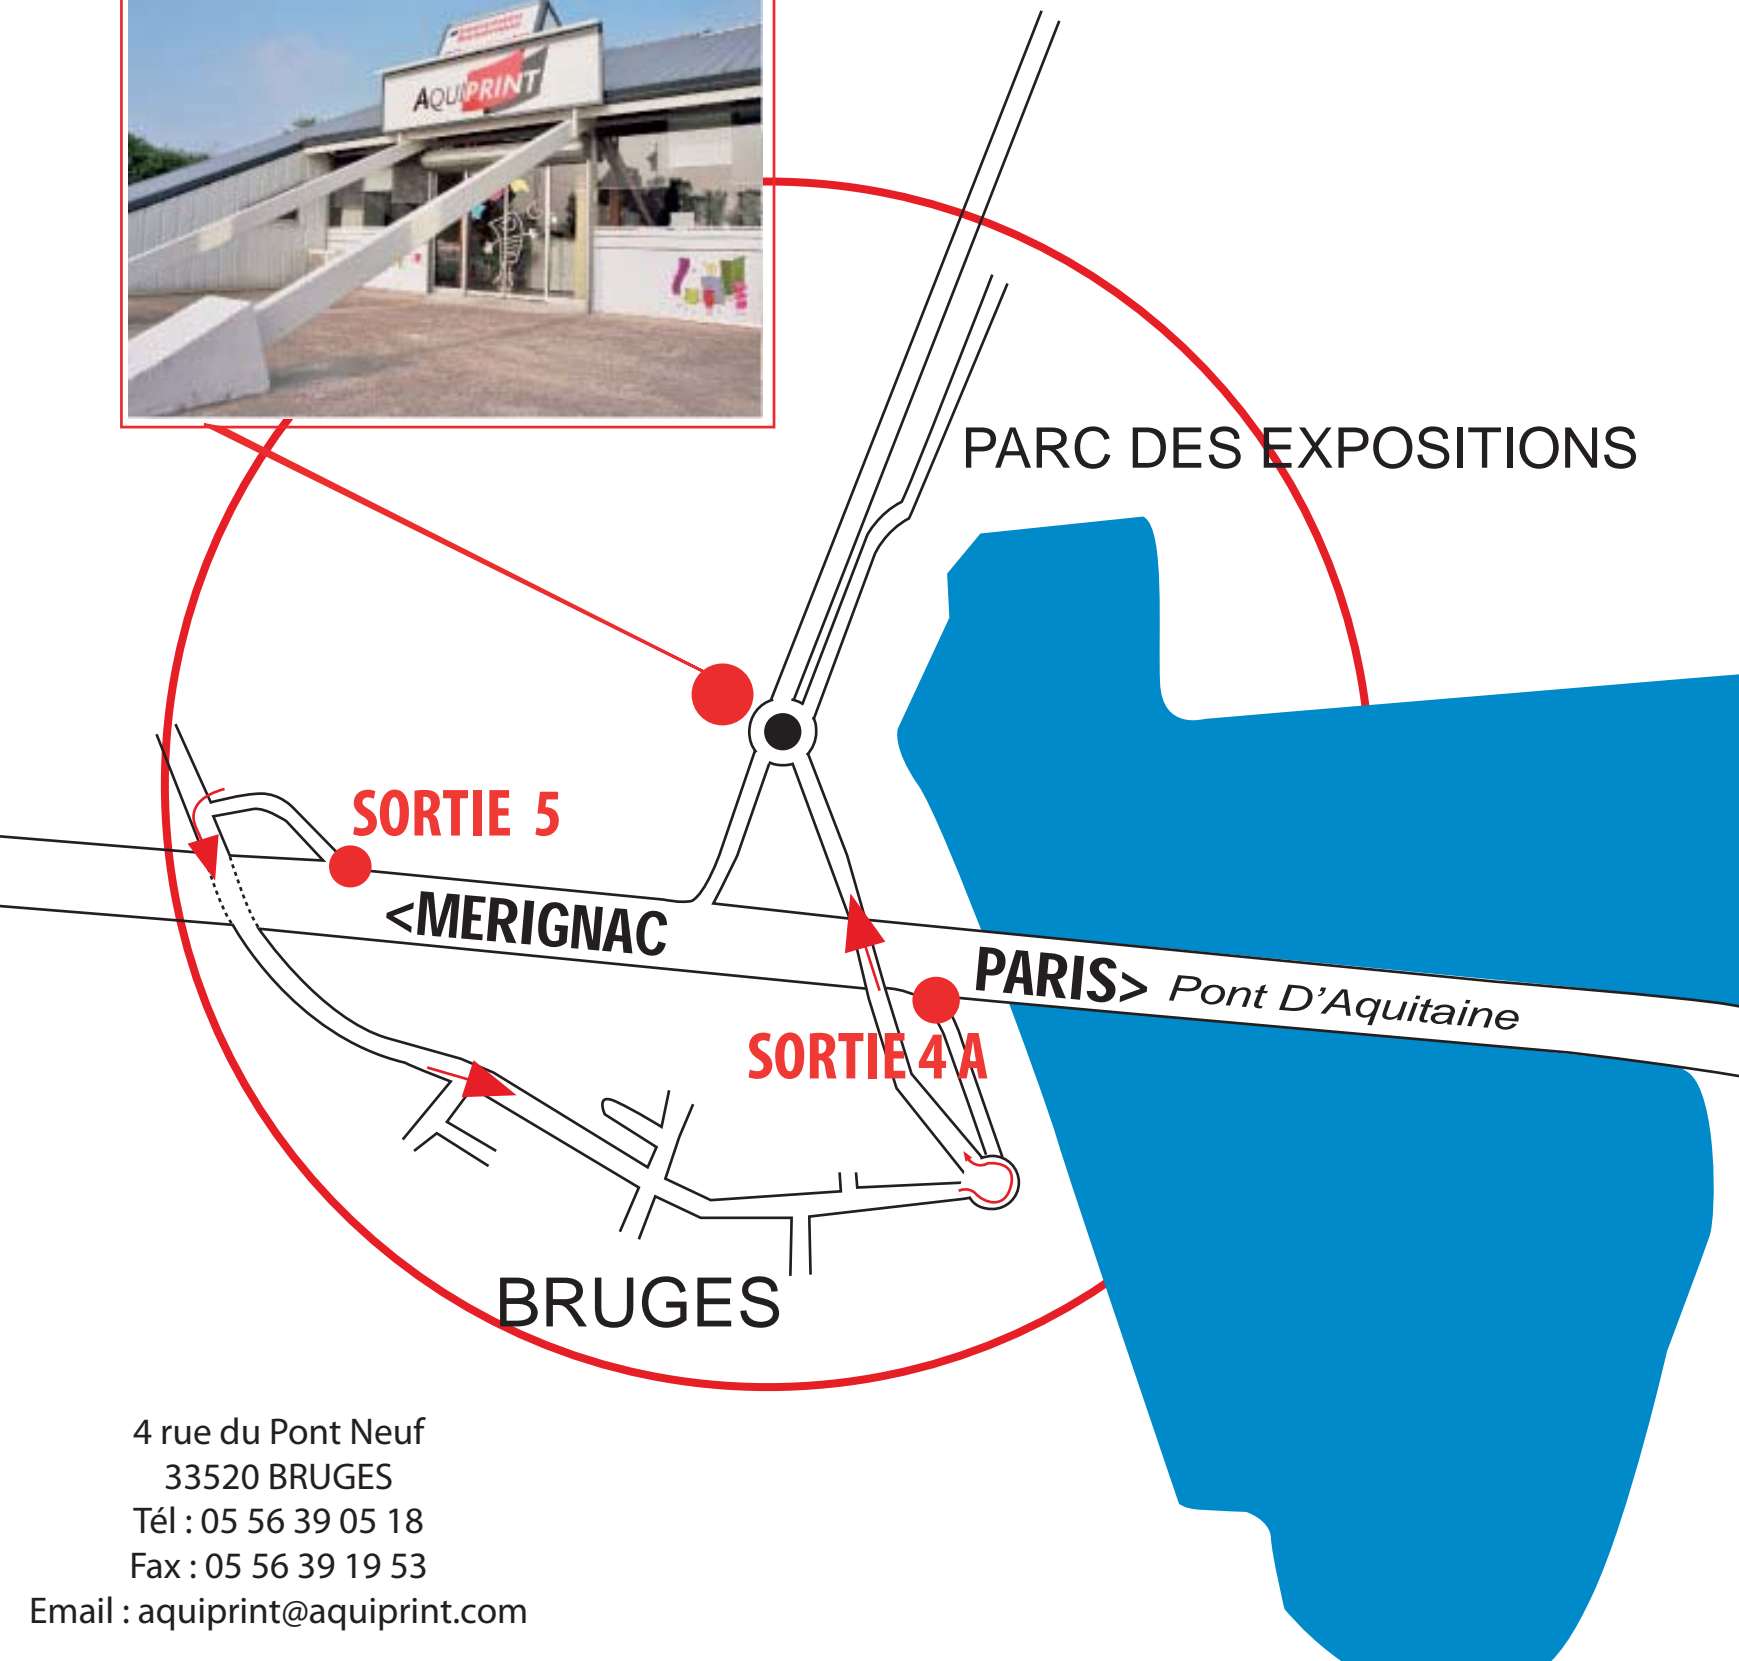 AQUIPRINT
PARC DES EXPOSITIONS
SORTIE 5
<MERIGNAC
PARIS> Pont D'Aquitaine
SORTIE 4 A
BRUGES
4 rue du Pont Neuf
33520 BRUGES
Tél : 05 56 39 05 18
Fax : 05 56 39 19 53
Email : aquiprint@aquiprint.com